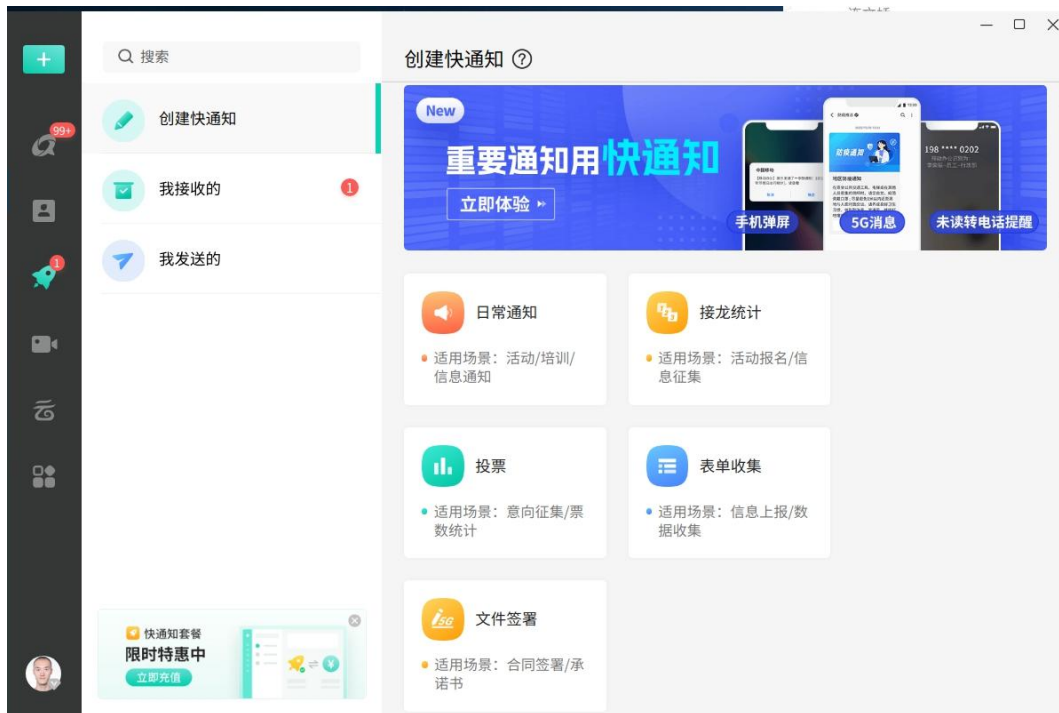 搜索
创建快通知
我接收的
1
我发送的
99+
1
云
快通知套餐
限时特惠中
立即充值
创建快通知
New
重要通知用快通知
立即体验
手机弹屏
5G消息
198 **** 0202
未读转电话提醒
日常通知
适用场景：活动/培训/
信息通知
接龙统计
适用场景：活动报名/信
息征集
投票
适用场景：意向征集/票
数统计
表单收集
适用场景：信息上报/数
据收集
文件签署
适用场景：合同签署/承
诺书